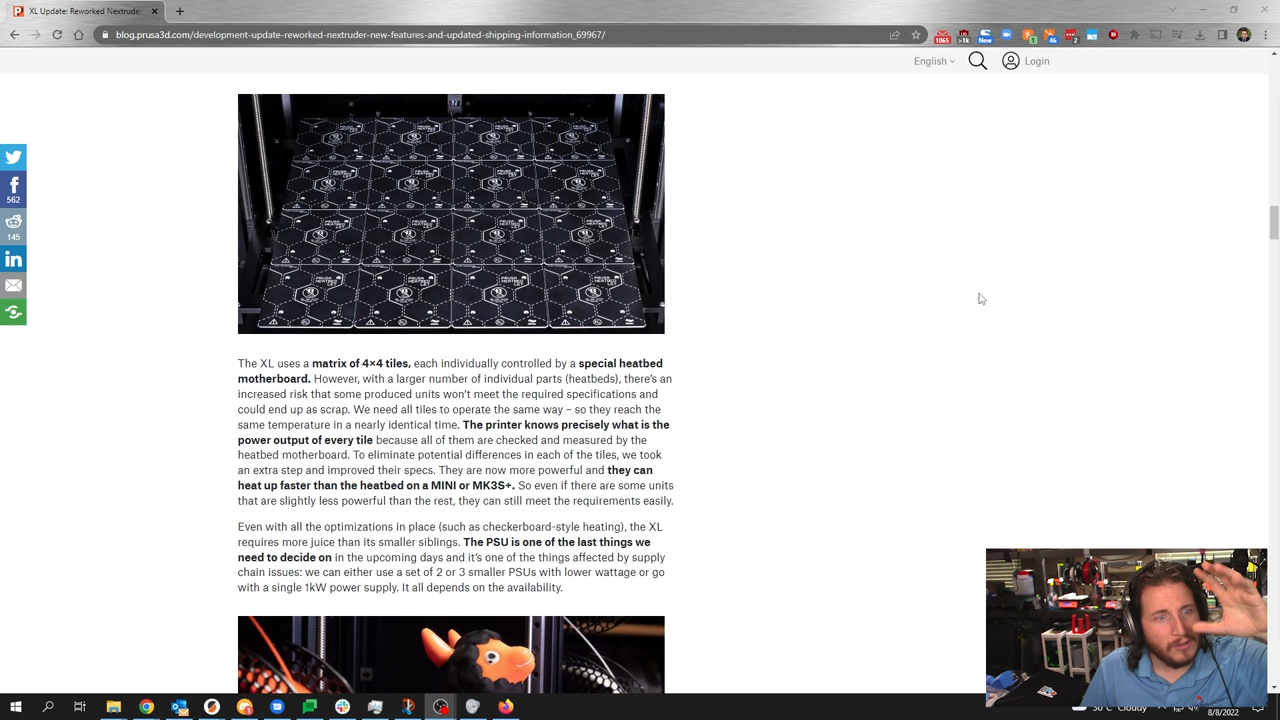 XL Update: Reworked Nextruder,
blog.prusa3d.com/development-update-reworked-nextruder-new-features-and-updated-shipping-information_69967/
1065
>1k
New
1
46
2
English
Login
562
145
The XL uses a matrix of 4×4 tiles, each individually controlled by a special heatbed
motherboard. However, with a larger number of individual parts (heatbeds), there's an
increased risk that some produced units won't meet the required specifications and
could end up as scrap. We need all tiles to operate the same way – so they reach the
same temperature in a nearly identical time. The printer knows precisely what is the
power output of every tile because all of them are checked and measured by the
heatbed motherboard. To eliminate potential differences in each of the tiles, we took
an extra step and improved their specs. They are now more powerful and they can
heat up faster than the heatbed on a MINI or MK3S+. So even if there are some units
that are slightly less powerful than the rest, they can still meet the requirements easily.
Even with all the optimizations in place (such as checkerboard-style heating), the XL
requires more juice than its smaller siblings. The PSU is one of the last things we
need to decide on in the upcoming days and it's one of the things affected by supply
chain issues: we can either use a set of 2 or 3 smaller PSUs with lower wattage or go
with a single 1kW power supply. It all depends on the availability.
30°C Cloudy
8/8/2022